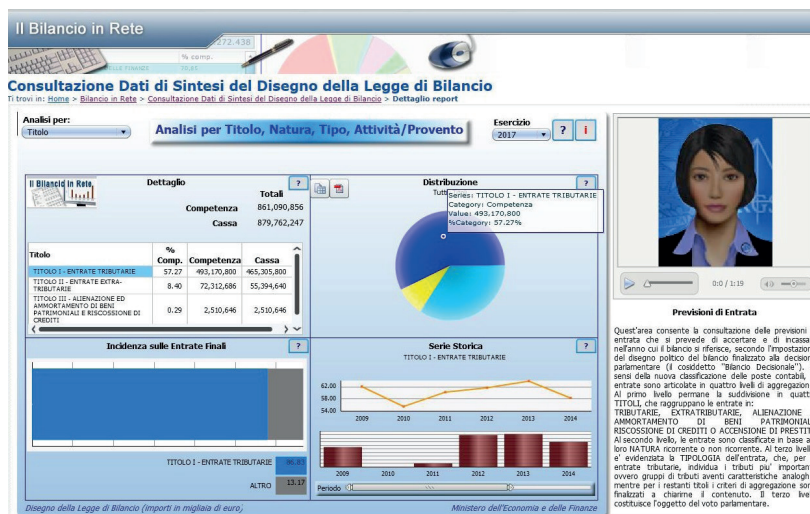 Il Bilancio in Rete
272.438
% comp.
Consultazione Dati di Sintesi del Disegno della Legge di Bilancio
Ti trovi in: Home > Bilancio in Rete > Consultazione Dati di Sintesi del Disegno della Legge di Bilancio > Dettaglio report
Analisi per:
Titolo
Analisi per Titolo, Natura, Tipo, Attività/Provento
Esercizio
2017
?
i
Il Bilancio in Rete
Dettaglio
?
Totali
Competenza 861,090,856
Cassa 879,762,247
Titolo % Comp. Competenza Cassa
TITOLO I - ENTRATE TRIBUTARIE 57.27 493,170,800 465,305,800
TITOLO II - ENTRATE EXTRA-
TRIBUTARIE 8.40 72,312,686 55,394,640
TITOLO III - ALIENAZIONE ED
AMMORTAMENTO DI BENI
PATRIMONIALI E RISCOSSIONE DI
CREDITI 0.29 2,510,646 2,510,646
Distribuzione
?
Tutt
Series: TITOLO I - ENTRATE TRIBUTARIE
Category: Competenza
Value: 493,170,800
%Category: 57.27%
Incidenza sulle Entrate Finali
?
TITOLO I - ENTRATE TRIBUTARIE 86.83
ALTRO 13.17
Serie Storica
?
TITOLO I - ENTRATE TRIBUTARIE
62.00
58.00
54.00
2009 2010 2011 2012 2013 2014
2009 2010 2011 2012 2013 2014
Periodo
Disegno della Legge di Bilancio (importi in migliaia di euro)
Ministero dell'Economia e delle Finanze
0:0 / 1:19
Previsioni di Entrata
Quest'area consente la consultazione delle previsioni
entrata che si prevede di accertare e di incassa
nell'anno cui il bilancio si riferisce, secondo l'impostazion
del disegno politico del bilancio finalizzato alla decision
parlamentare (il cosiddetto "Bilancio Decisionale").
sensi della nuova classificazione delle poste contabili,
entrate sono articolate in quattro livelli di aggregazion
Al primo livello permane la suddivisione in quatt
TITOLI, che raggruppano le entrate in:
TRIBUTARIE, EXTRATRIBUTARIE, ALIENAZIONE
AMMORTAMENTO DI BENI PATRIMONIAL
RISCOSSIONE DI CREDITI O ACCENSIONE DI PRESTIT
Al secondo livello, le entrate sono classificate in base a
loro NATURA ricorrente o non ricorrente. Al terzo livell
e' evidenziata la TIPOLOGIA dell'entrata, che, per
entrate tributarie, individua i tributi piu' importan
ovvero gruppi di tributi aventi caratteristiche analogh
mentre per i restanti titoli i criteri di aggregazione son
finalizzati a chiarirne il contenuto. Il terzo live
costituisce l'oggetto del voto parlamentare.